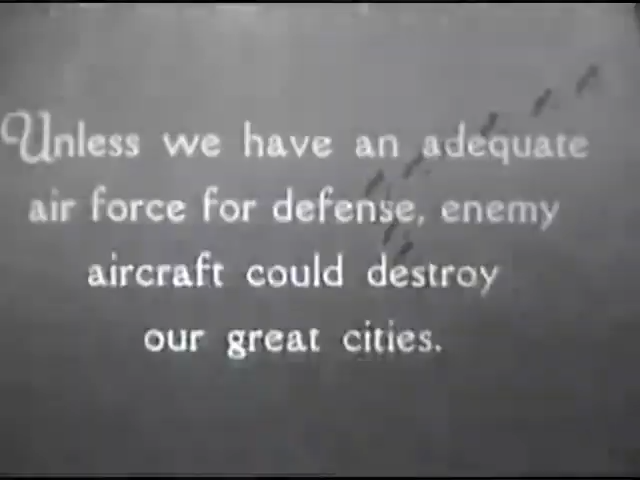 Unless we have an adequate
air force for defense, enemy
aircraft could destroy
our great cities.